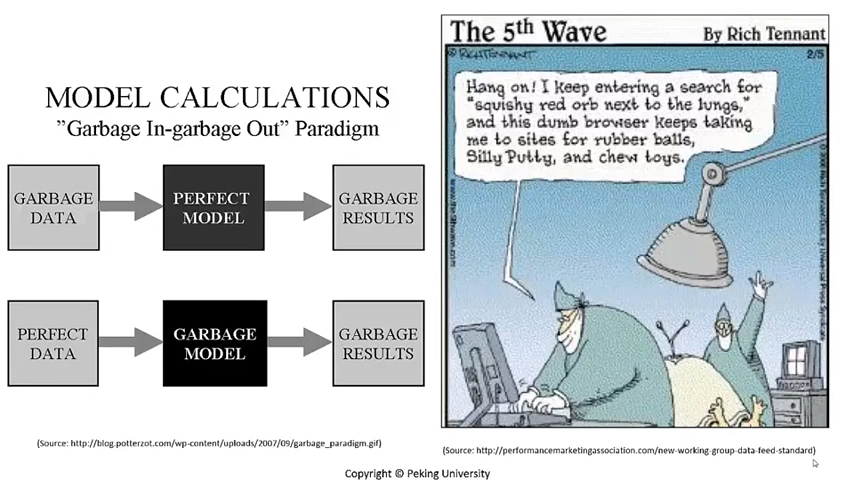 MODEL CALCULATIONS
”Garbage In-garbage Out” Paradigm
GARBAGE
DATA
PERFECT
MODEL
GARBAGE
RESULTS
PERFECT
DATA
GARBAGE
MODEL
GARBAGE
RESULTS
(Source: http://blog.potterzot.com/wp-content/uploads/2007/09/garbage_paradigm.gif)
The 5th Wave
By Rich Tennant
©RICHTENNANT
2/5
Hang on! I keep entering a search for
“squishy red orb next to the lungs,”
and this dumb browser keeps taking
me to sites for rubber balls,
Silly Putty, and chew toys.
www.the5thwave.com
(Source: http://performancemarketingassociation.com/new-working-group-data-feed-standard)
Copyright © Peking University